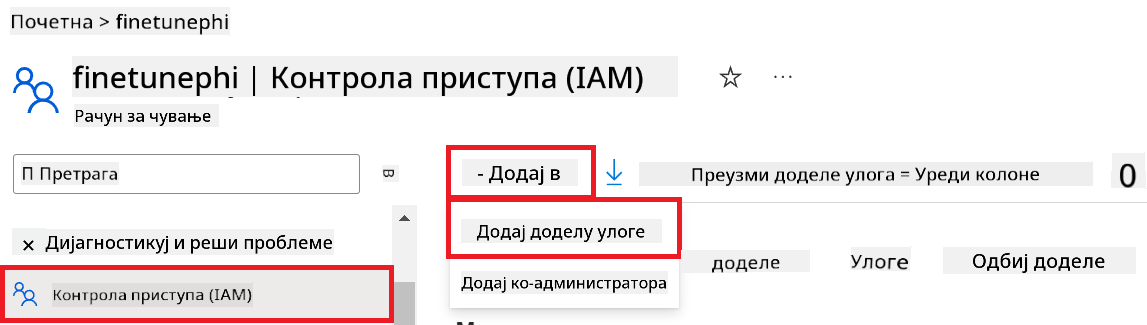 Почетна > finetunephi
finetunephi | Контрола приступа (IAM)
Рачун за чување
П Претрага
- Додај в
Преузми доделе улога = Уреди колоне
0
× Дијагностикуј и реши проблеме
Додај доделу улоге
доделе
Улоге
Одбиј доделе
Контрола приступа (IAM)
Додај ко-администратора